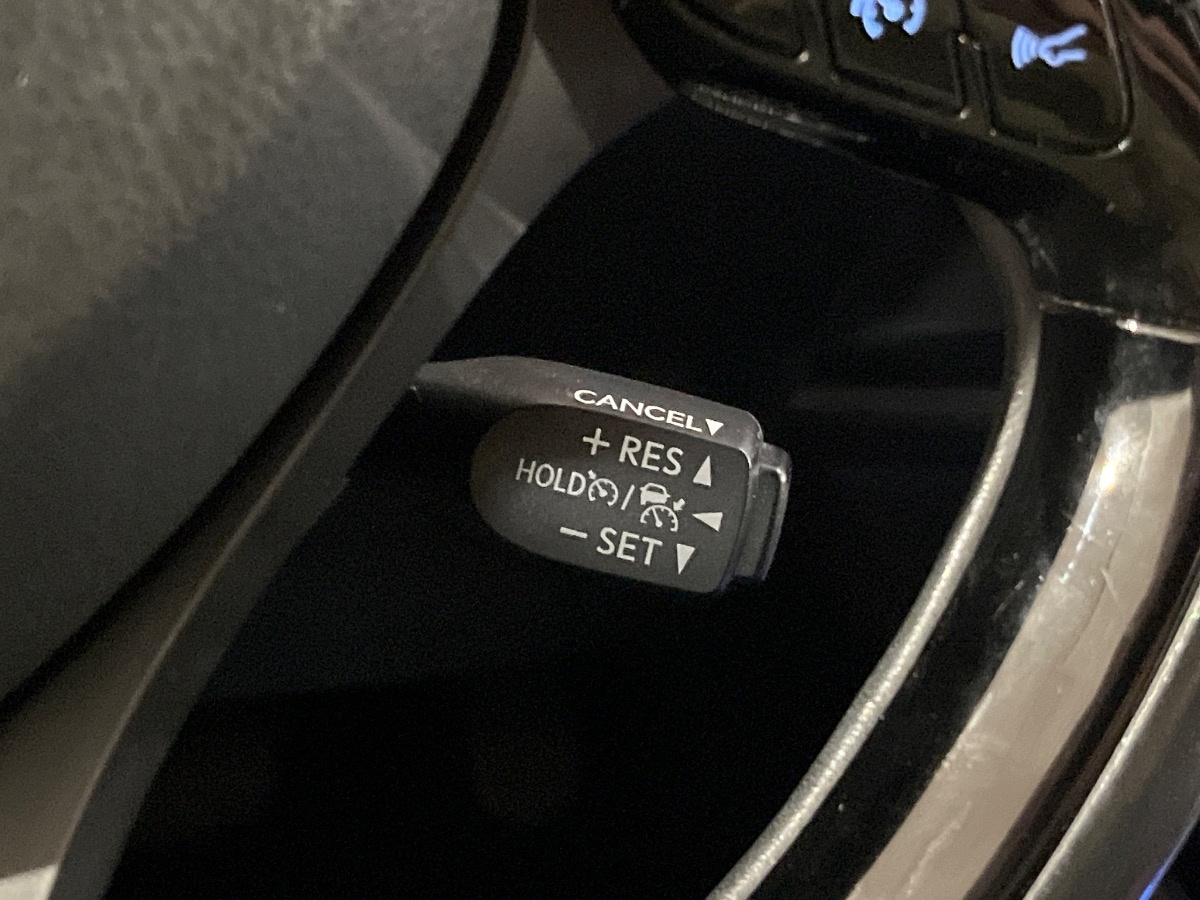 CANCEL▼
+ RES ▲
HOLD / ◀
− SET ▼